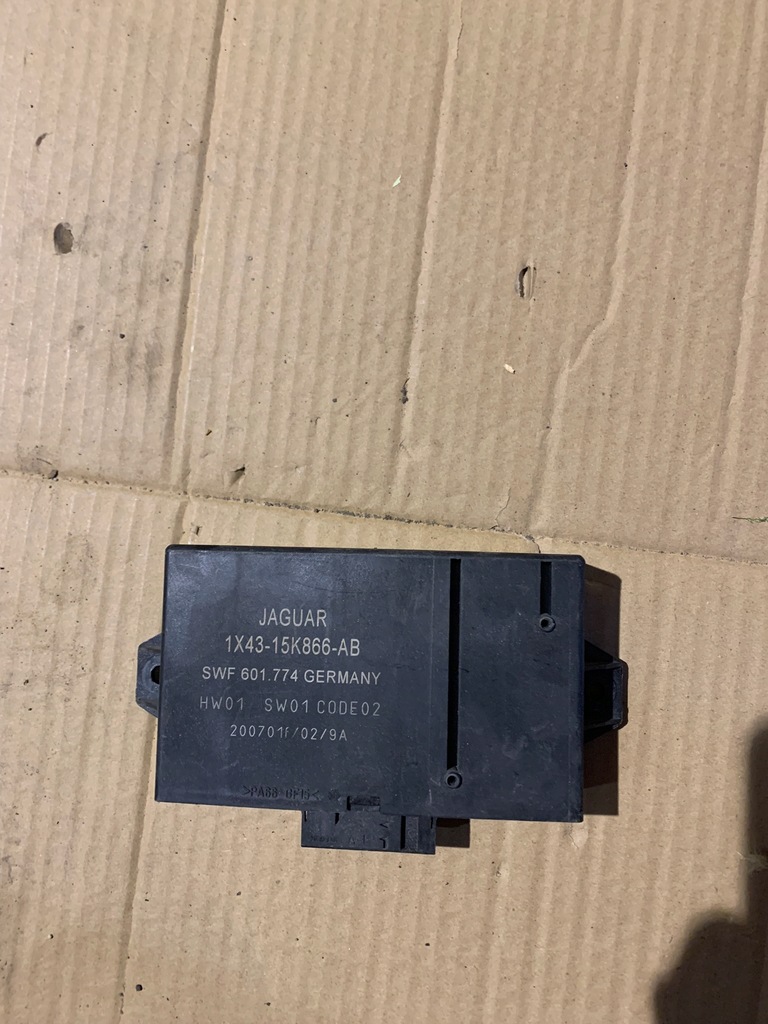 JAGUAR
1X43-15K866-AB
SWF 601.774 GERMANY
HW01 SW01 CODE02